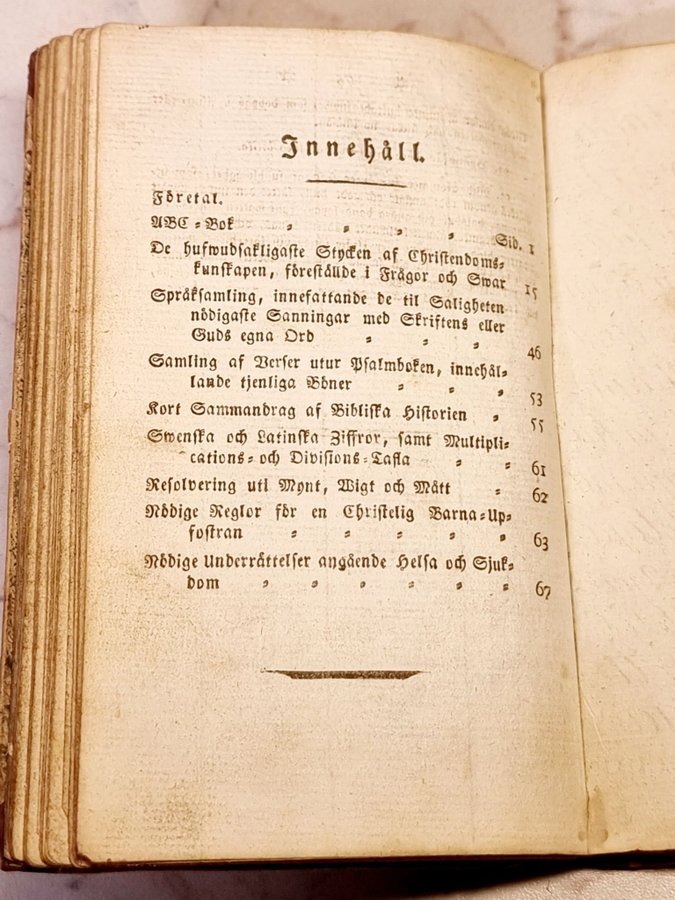 Innehåll.
Företal.
ABC-Bok - - - - Sid. 1
De hufwudsakligaste Stycken af Christendoms-
kunskapen, förestälde i Frågor och Swar 15
Språksamling, innefattande de til Saligheten
nödigaste Sanningar med Skriftens eller
Guds egna Ord - - - 46
Samling af Verser utur Psalmboken, innehål-
lande tjenliga Böner - - - 53
Kort Sammandrag af Bibliska Historien - 55
Swenska och Latinska Ziffror, samt Multipli-
cations- och Divisions-Tafla - - 61
Resolvering uti Mynt, Wigt och Mått - 62
Nödige Reglor för en Christelig Barna-Up-
fostran - - - - - - 63
Nödige Underrättelser angående Helsa och Sjuk-
dom - - - - - - 67